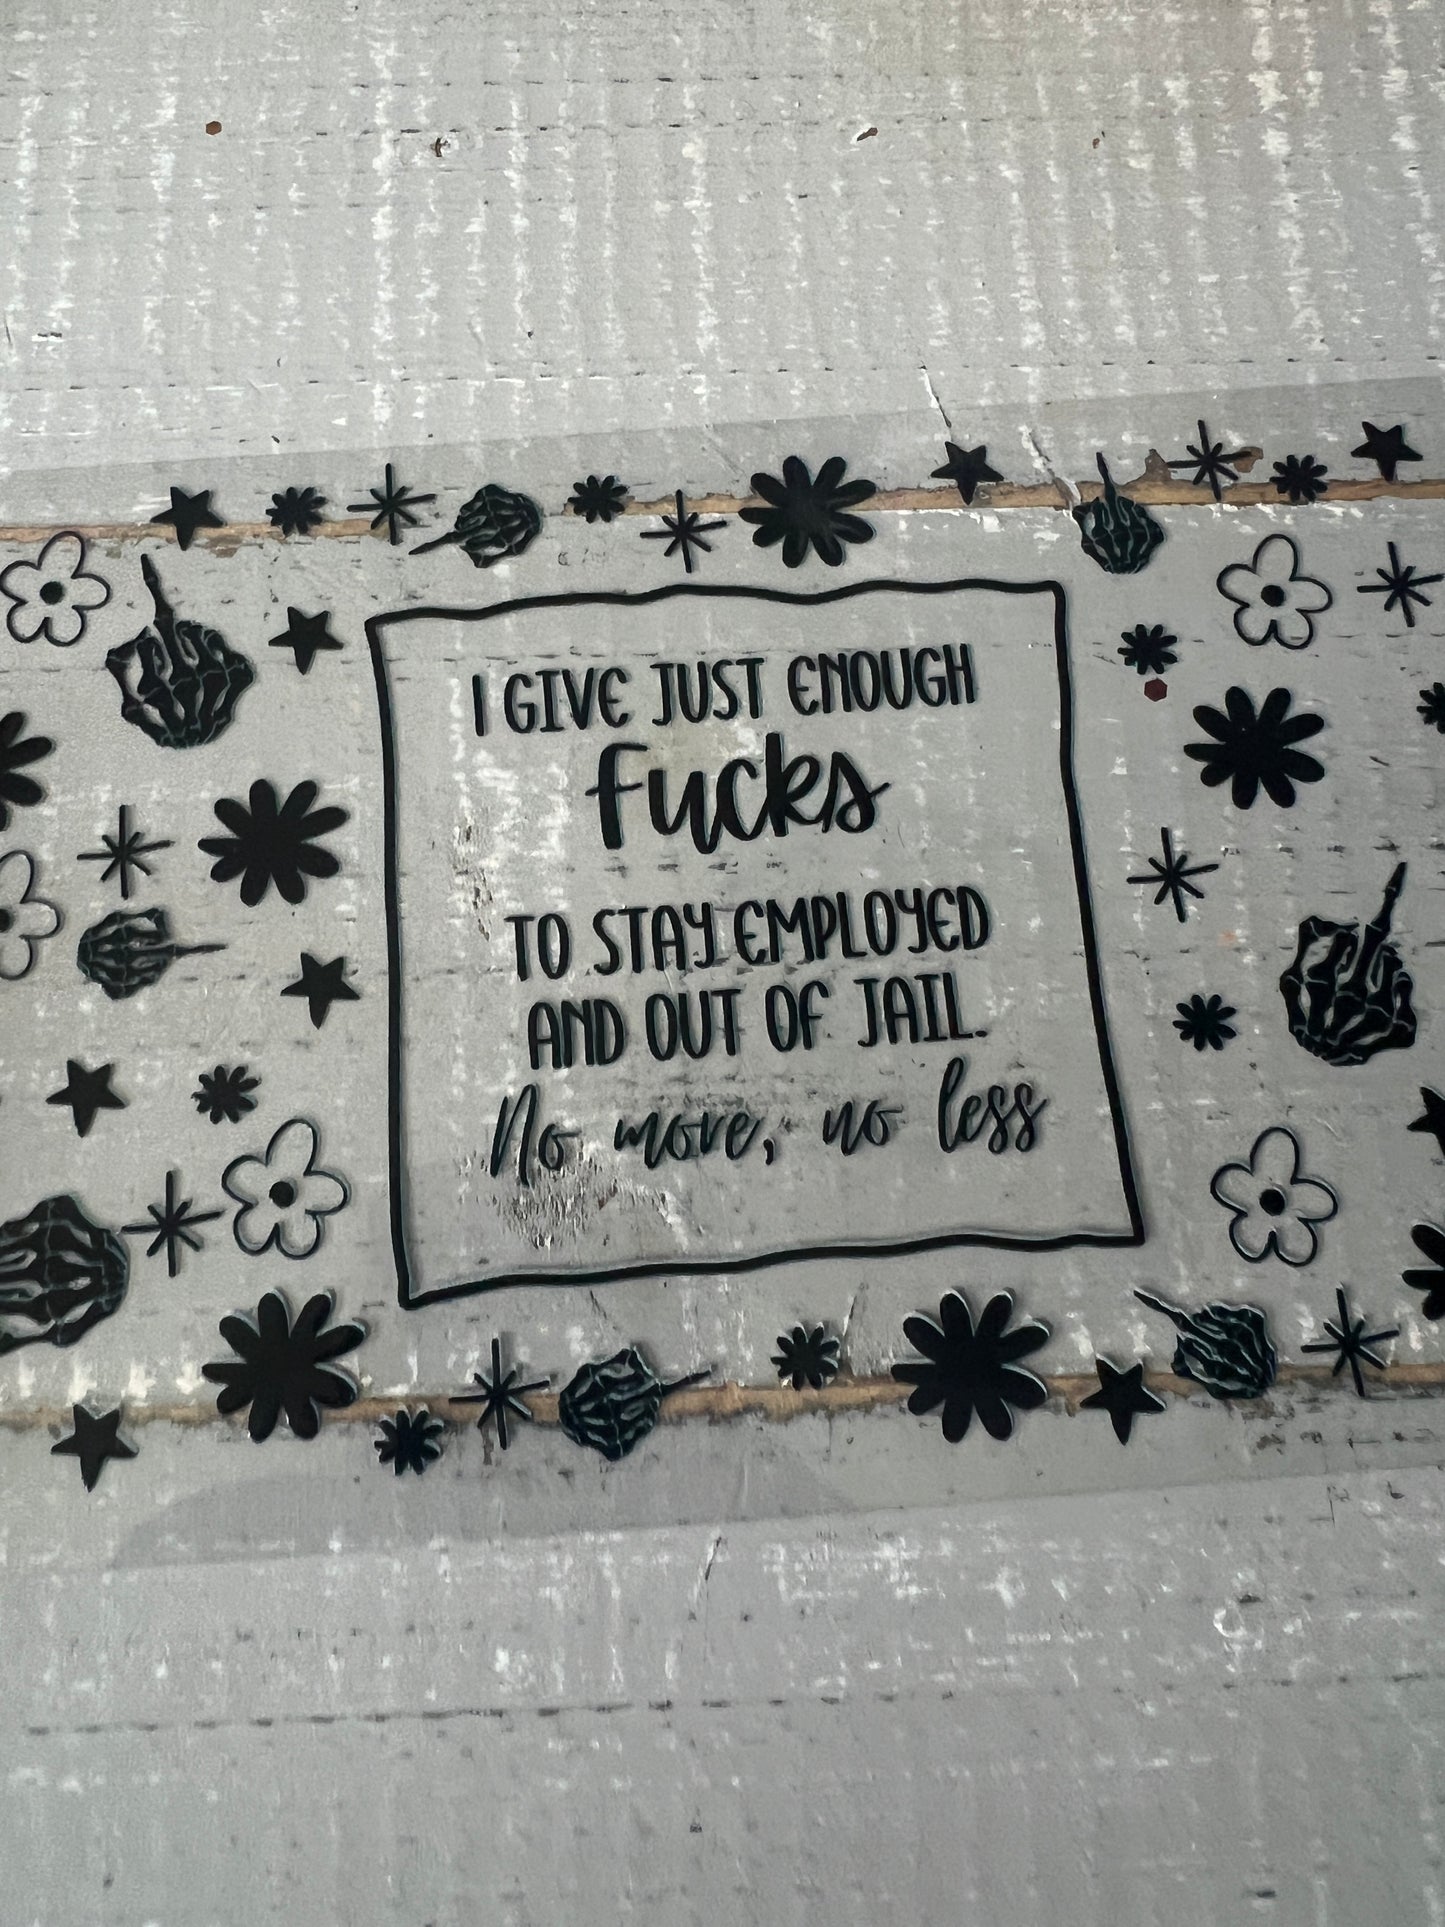 I GIVE JUST ENOUGH
Fucks
TO STAY EMPLOYED
AND OUT OF JAIL.
No more, no less